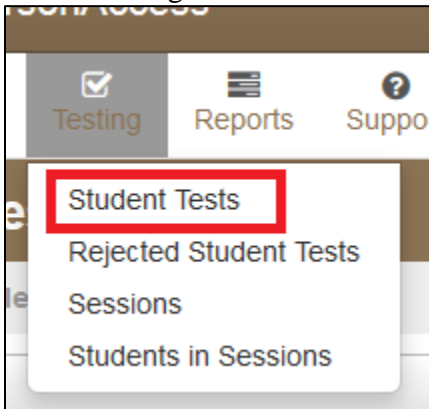 Testing Reports
Student Tests
Rejected Student Tests
Sessions
Students in Sessions